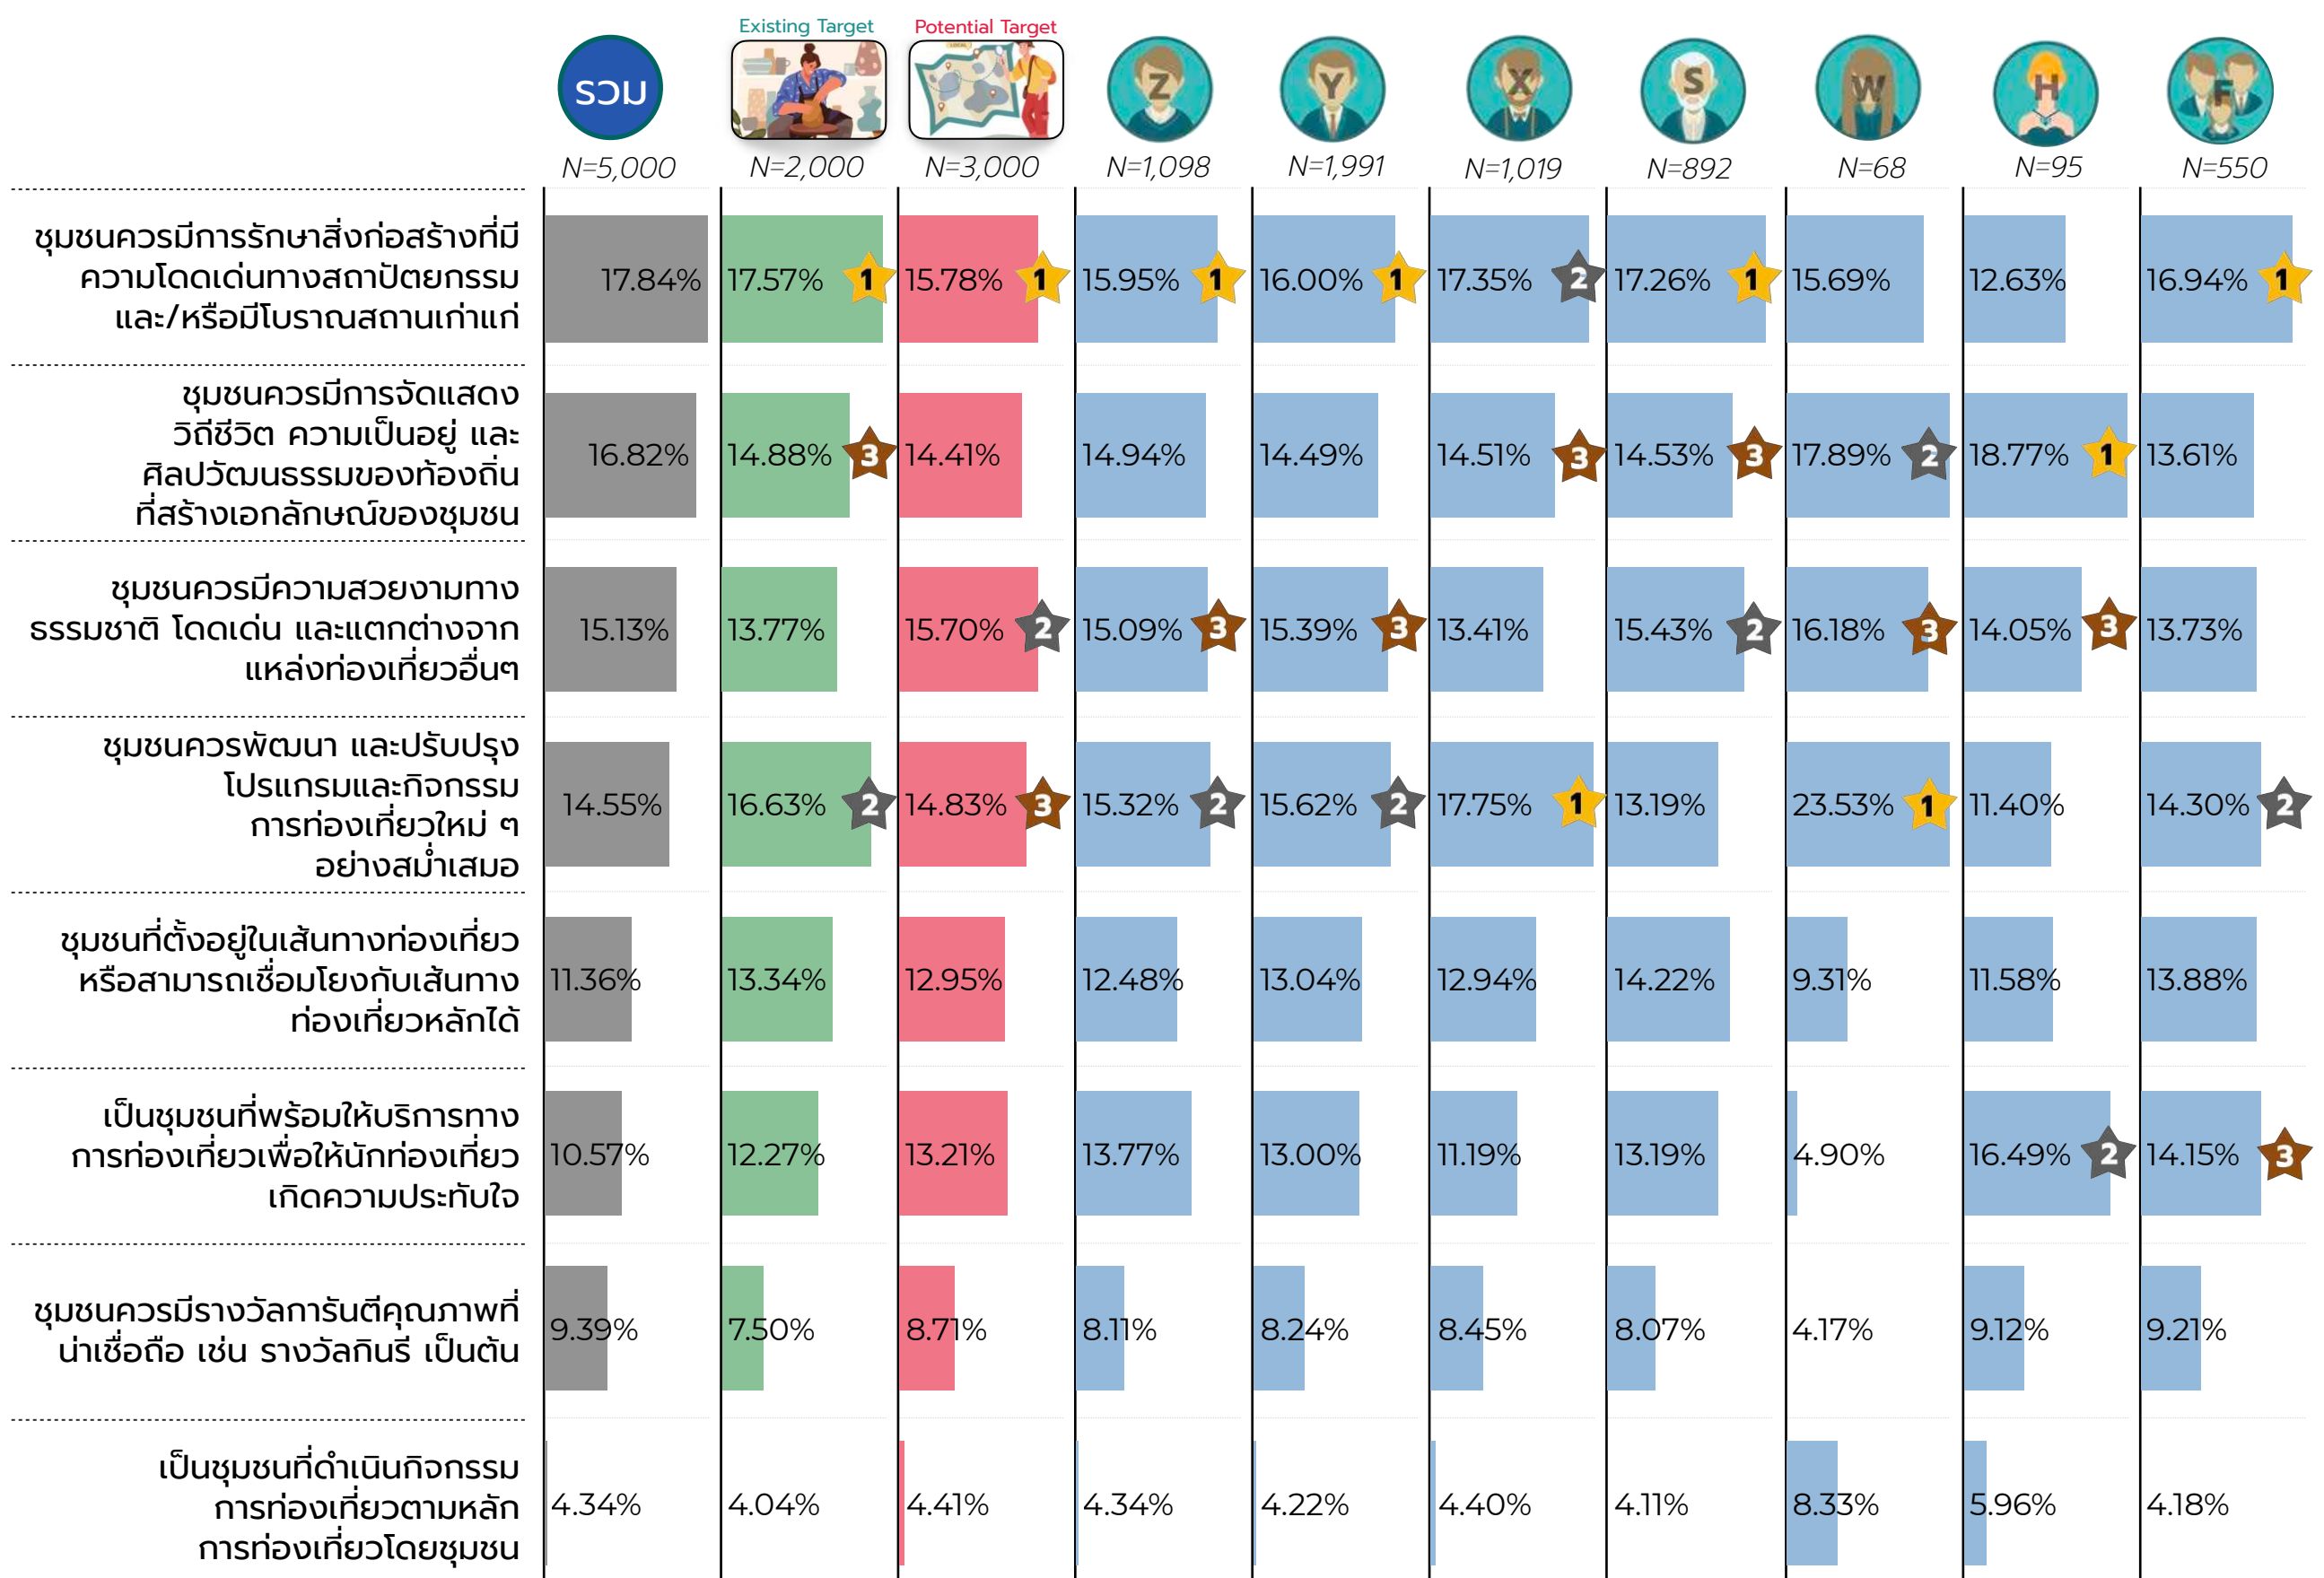 Existing Target
Potential Target
รวม
Z
Y
X
S
W
H
F
N=5,000
N=2,000
N=3,000
N=1,098
N=1,991
N=1,019
N=892
N=68
N=95
N=550
ชุมชนควรมีการรักษาสิ่งก่อสร้างที่มี
ความโดดเด่นทางสถาปัตยกรรม
และ/หรือมีโบราณสถานเก่าแก่
17.84%
17.57% 1
15.78% 1
15.95% 1
16.00% 1
17.35% 2
17.26% 1
15.69%
12.63%
16.94% 1
ชุมชนควรมีการจัดแสดง
วิถีชีวิต ความเป็นอยู่ และ
ศิลปวัฒนธรรมของท้องถิ่น
ที่สร้างเอกลักษณ์ของชุมชน
16.82%
14.88% 3
14.41%
14.94%
14.49%
14.51% 3
14.53% 3
17.89% 2
18.77% 1
13.61%
ชุมชนควรมีความสวยงามทาง
ธรรมชาติ โดดเด่น และแตกต่างจาก
แหล่งท่องเที่ยวอื่นๆ
15.13%
13.77%
15.70% 2
15.09% 3
15.39% 3
13.41%
15.43% 2
16.18% 3
14.05% 3
13.73%
ชุมชนควรพัฒนา และปรับปรุง
โปรแกรมและกิจกรรม
การท่องเที่ยวใหม่ ๆ
อย่างสม่ำเสมอ
14.55%
16.63% 2
14.83% 3
15.32% 2
15.62% 2
17.75% 1
13.19%
23.53% 1
11.40%
14.30% 2
ชุมชนที่ตั้งอยู่ในเส้นทางท่องเที่ยว
หรือสามารถเชื่อมโยงกับเส้นทาง
ท่องเที่ยวหลักได้
11.36%
13.34%
12.95%
12.48%
13.04%
12.94%
14.22%
9.31%
11.58%
13.88%
เป็นชุมชนที่พร้อมให้บริการทาง
การท่องเที่ยวเพื่อให้นักท่องเที่ยว
เกิดความประทับใจ
10.57%
12.27%
13.21%
13.77%
13.00%
11.19%
13.19%
4.90%
16.49% 2
14.15% 3
ชุมชนควรมีรางวัลการันตีคุณภาพที่
น่าเชื่อถือ เช่น รางวัลกินรี เป็นต้น
9.39%
7.50%
8.71%
8.11%
8.24%
8.45%
8.07%
4.17%
9.12%
9.21%
เป็นชุมชนที่ดำเนินกิจกรรม
การท่องเที่ยวตามหลัก
การท่องเที่ยวโดยชุมชน
4.34%
4.04%
4.41%
4.34%
4.22%
4.40%
4.11%
8.33%
5.96%
4.18%